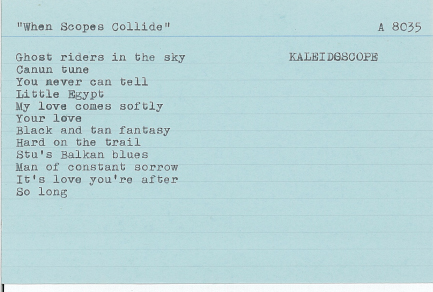 "When Scopes Collide" A 8035
Ghost riders in the sky KALEIDOSCOPE
Canun tune
You never can tell
Little Egypt
My love comes softly
Your love
Black and tan fantasy
Hard on the trail
Stu's Balkan blues
Man of constant sorrow
It's love you're after
So long